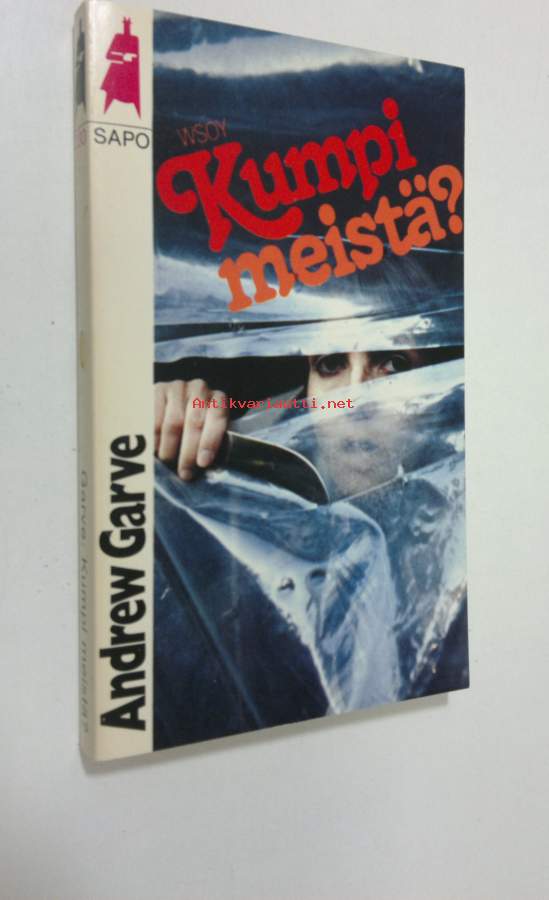 SAPO
WSOY
Kumpi
meistä?
Andrew Garve
Garve Kumpi meistä?
Antikvariaatti.net